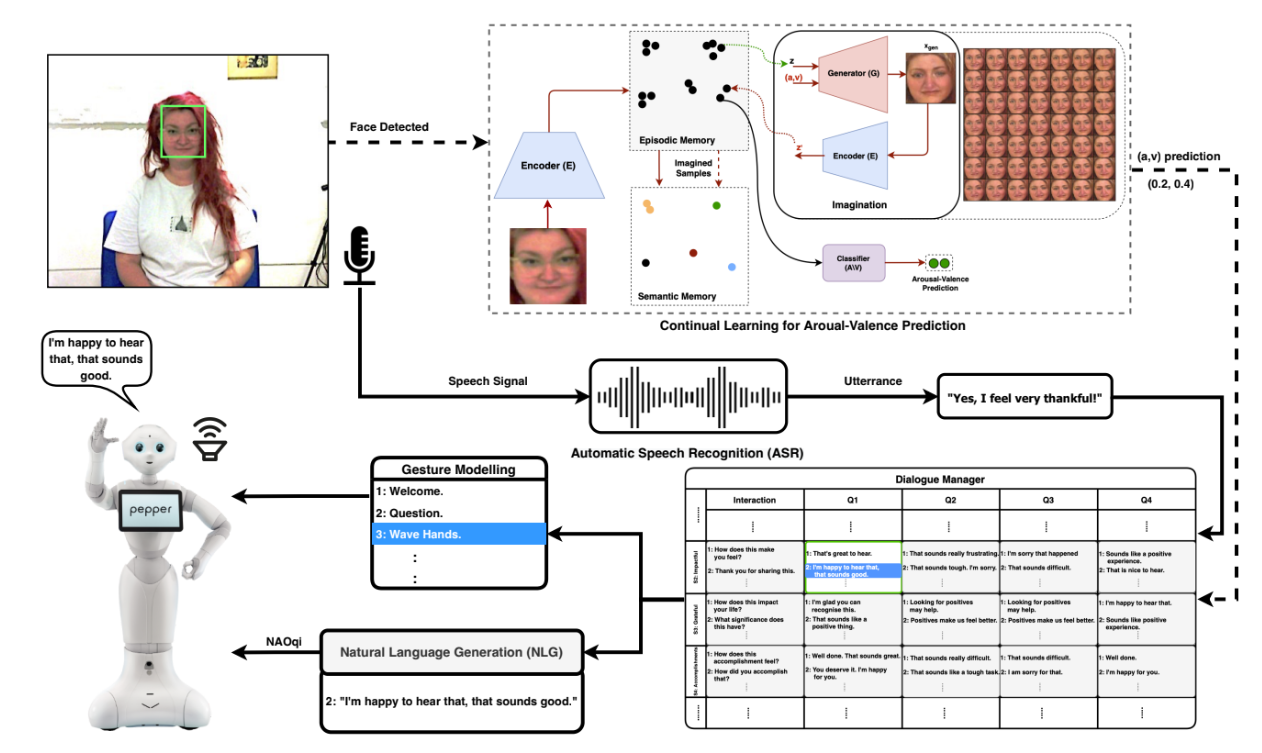 Face Detected
Encoder (E)
Episodic Memory
Imagined
Samples
Semantic Memory
z
(a,v)
Generator (G)
x_gen
z'
Encoder (E)
Imagination
Classifier
(A\V)
Arousal-Valence
Prediction
(a,v) prediction
(0.2, 0.4)
Continual Learning for Aroual-Valence Prediction
I'm happy to hear
that, that sounds
good.
Speech Signal
Utterance
"Yes, I feel very thankful!"
Automatic Speech Recognition (ASR)
pepper
Gesture Modelling
1: Welcome.
2: Question.
3: Wave Hands.
:
:
NAOqi
Natural Language Generation (NLG)
2: "I'm happy to hear that, that sounds good."
Dialogue Manager
Interaction
Q1
Q2
Q3
Q4
S2: Impactful
1: How does this make
you feel?
2: Thank you for sharing this.
1: That's great to hear.
2: I'm happy to hear that,
that sounds good.
1: That sounds really frustrating.
2: That sounds tough. I'm sorry.
1: I'm sorry that happened
2: That sounds difficult.
1: Sounds like a positive
experience.
2: That is nice to hear.
S3: Grateful
1: How does this impact
your life?
2: What significance does
this have?
1: I'm glad you can
recognise this.
2: That sounds like a
positive thing.
1: Looking for positives
may help.
2: Positives make us feel better.
1: Looking for positives
may help.
2: Positives make us feel better.
1: I'm happy to hear that.
2: Sounds like positive
experience.
S4: Accomplishments
1: How does this
accomplishment feel?
2: How did you accomplish
that?
1: Well done. That sounds great.
2: You deserve it. I'm happy
for you.
1: That sounds really difficult.
2: That sounds like a tough task.
1: That sounds difficult.
2: I am sorry for that.
1: Well done.
2: I'm happy for you.